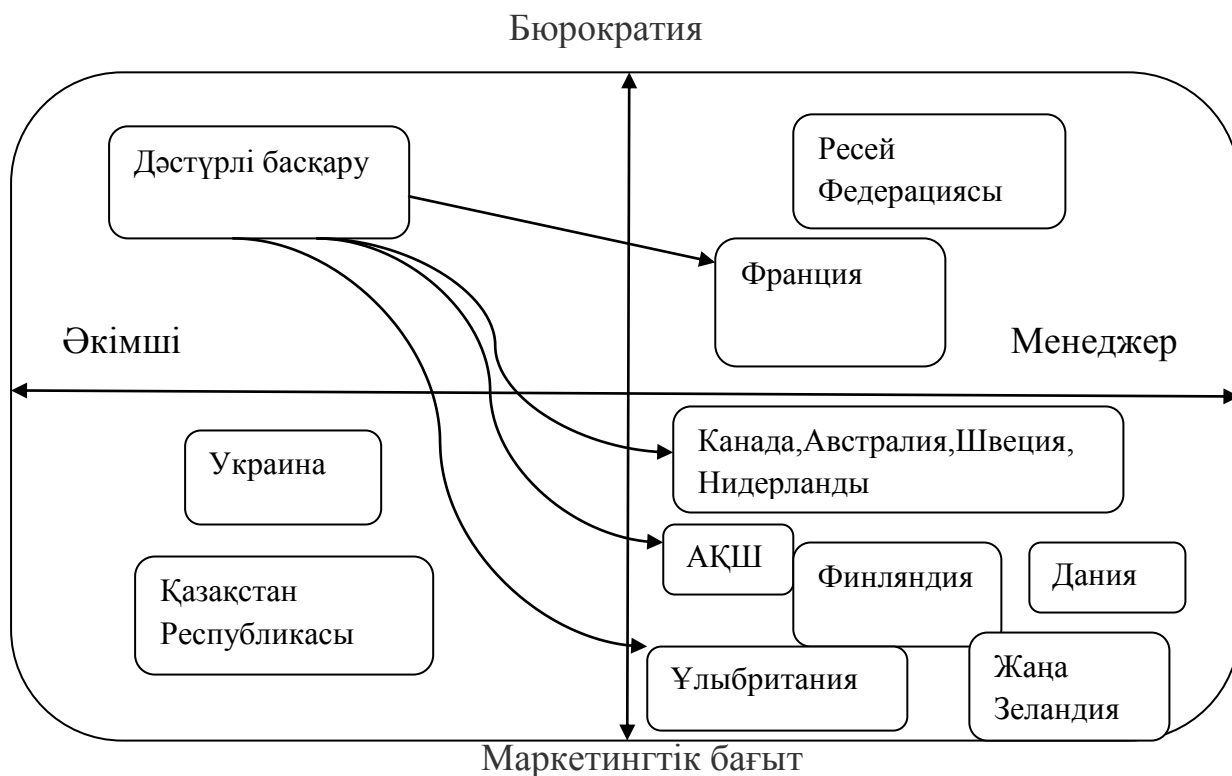 Бюрократия
Дәстүрлі басқару
Ресей
Федерациясы
Франция
Әкімші
Менеджер
Украина
Канада,Австралия,Швеция,
Нидерланды
АҚШ
Финляндия
Дания
Қазақстан
Республикасы
Ұлыбритания
Жаңа
Зеландия
Маркетингтік бағыт